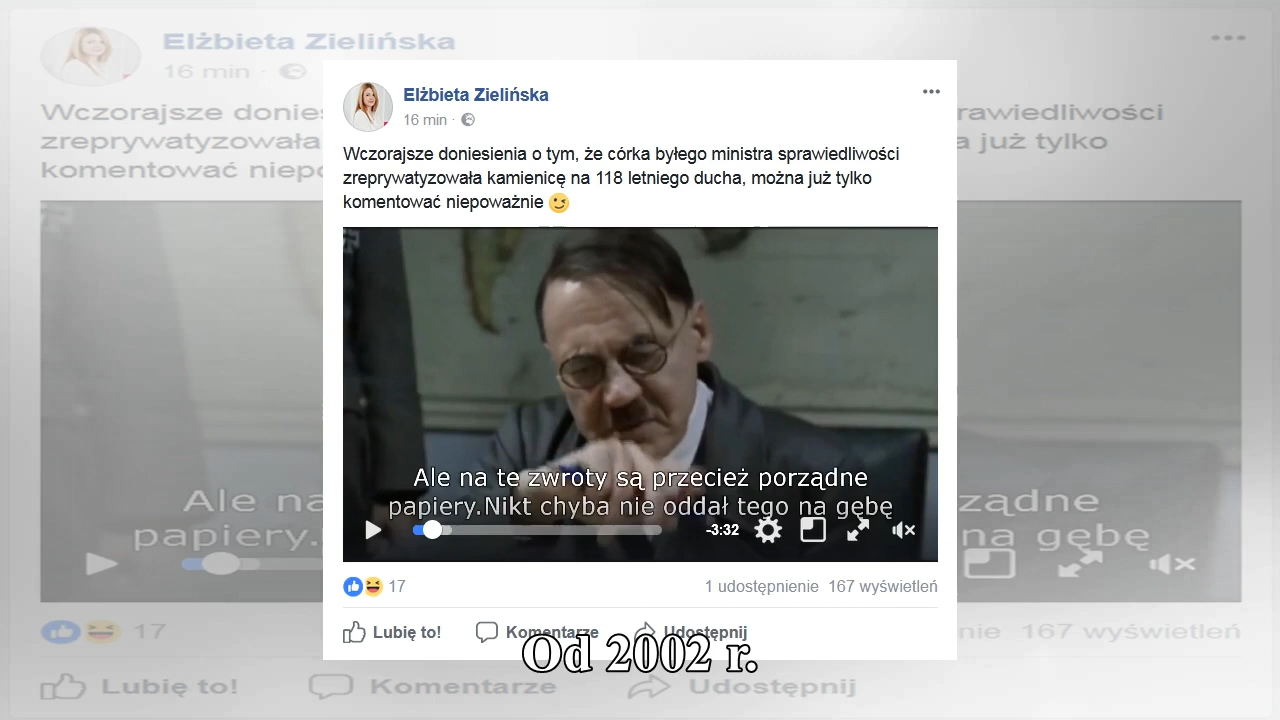 Elżbieta Zielińska
16 min ·
Wczorajsze doniesienia o tym, że córka byłego ministra sprawiedliwości
zreprywatyzowała kamienicę na 118 letniego ducha, można już tylko
komentować niepoważnie
Ale na te zwroty są przecież porządne
papiery.Nikt chyba nie oddał tego na gębę
-3:32
17
1 udostępnienie 167 wyświetleń
Lubię to! Komentarze Udostępnij
Od 2002 r.